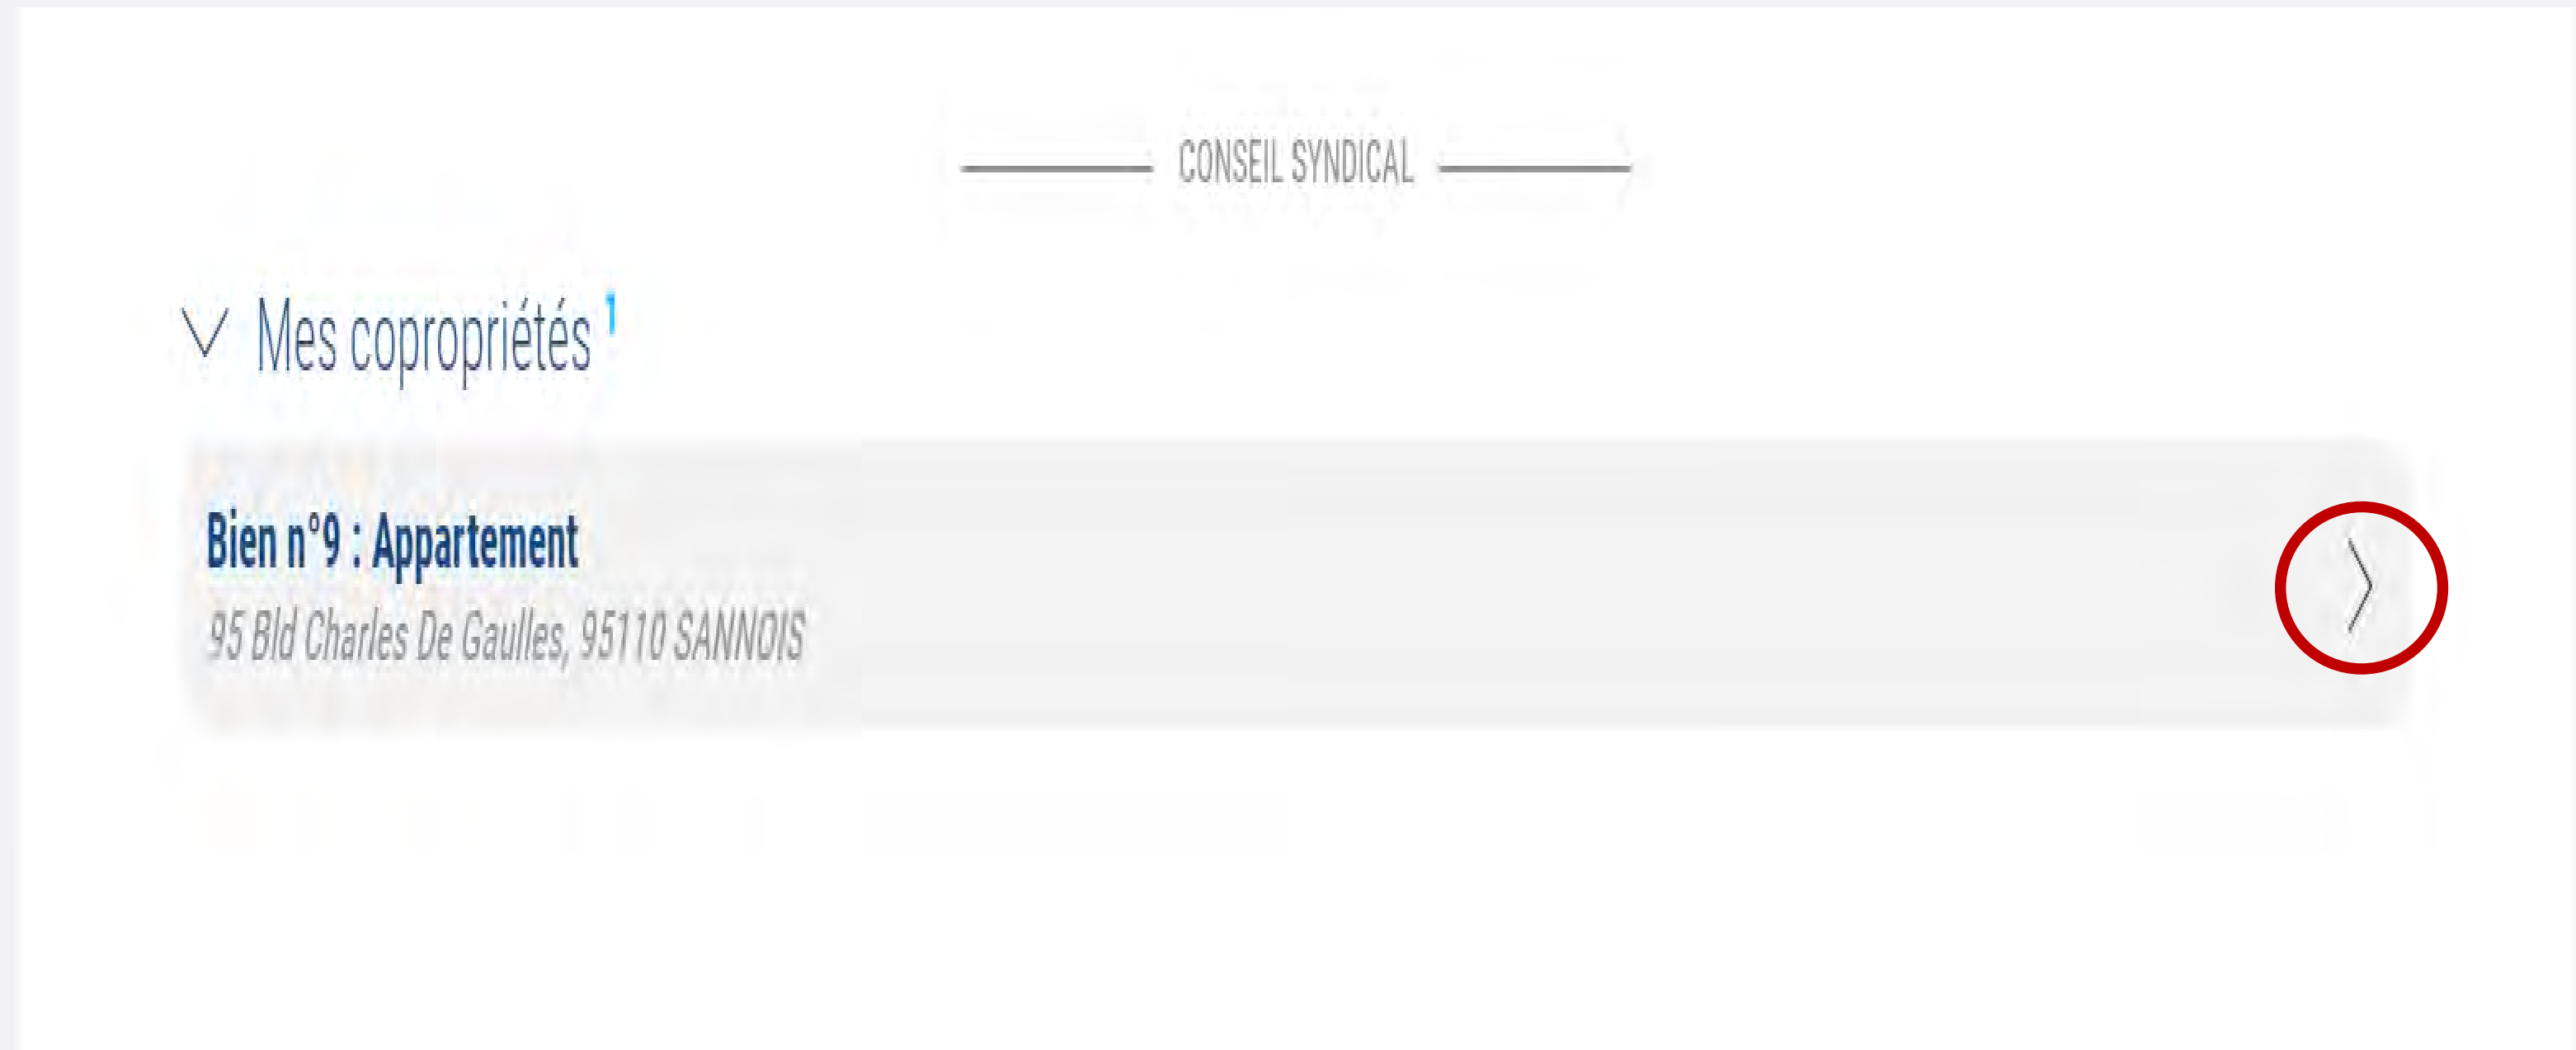 CONSEIL SYNDICAL
Mes copropriétés 1
Bien n°9 : Appartement
95 Bld Charles De Gaulles, 95110 SANNOIS